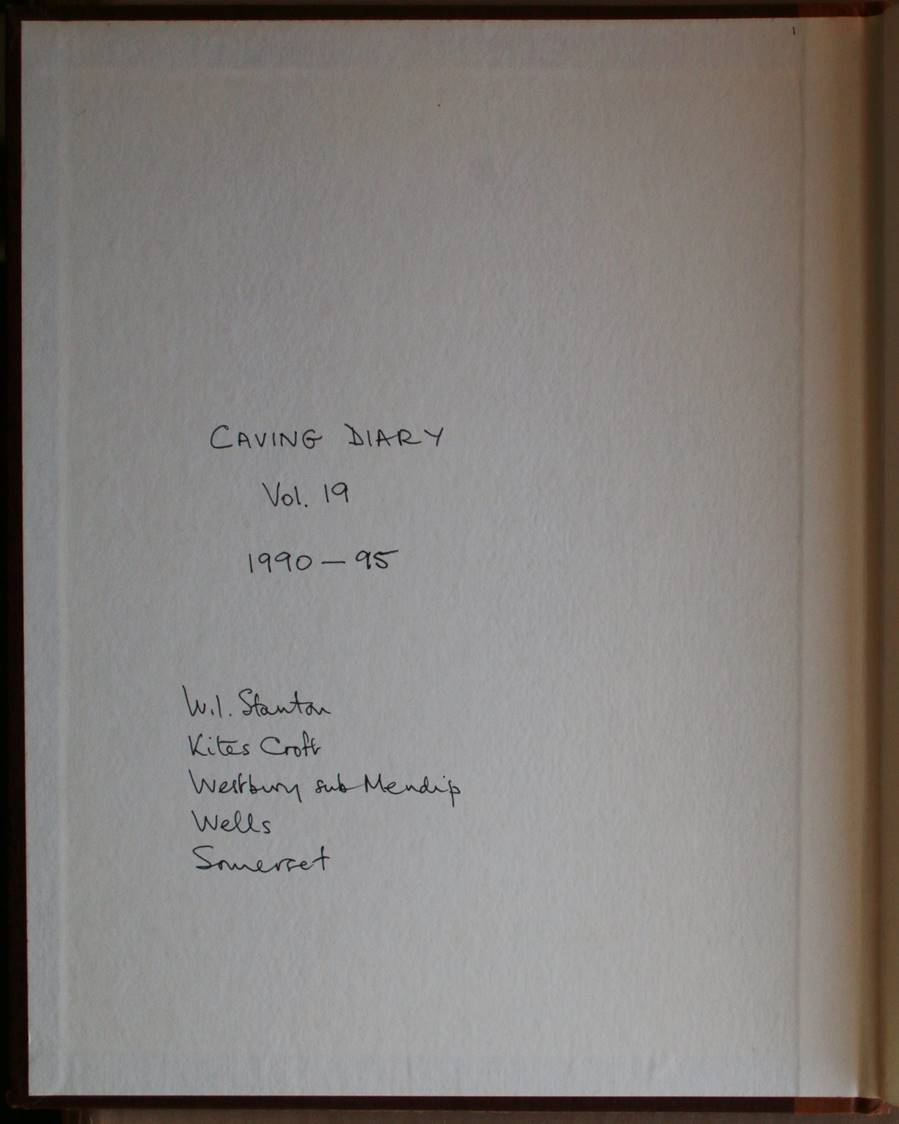 CAVING DIARY
Vol. 19
1990 – 95
W.I. Stanton
Kites Croft
Westbury sub Mendip
Wells
Somerset